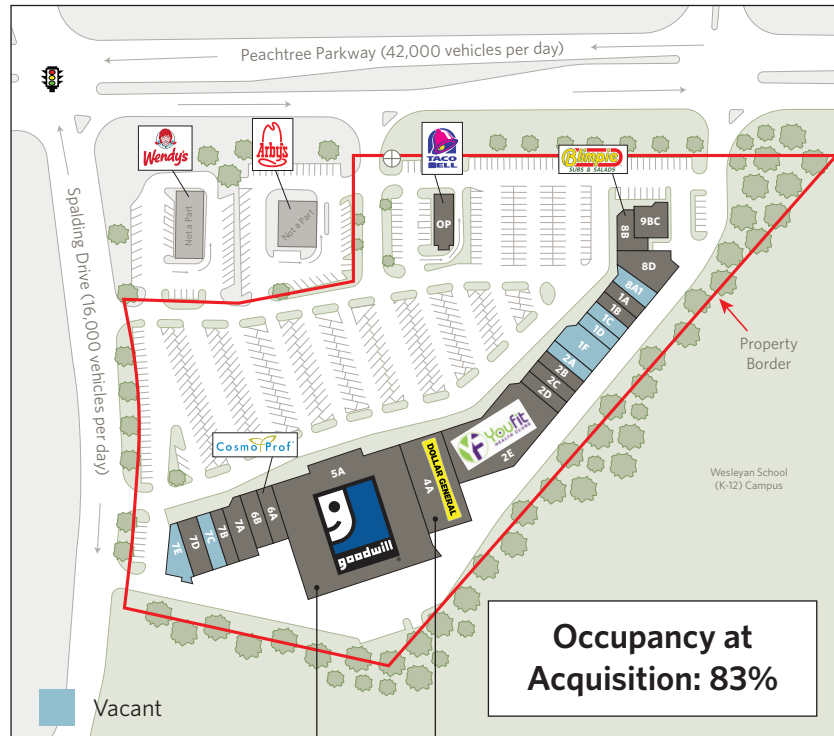 Peachtree Parkway (42,000 vehicles per day)
Spalding Drive (16,000 vehicles per day)
Wendy's
Arby's
TACO
BELL
Blimpie
SUBS & SALADS
Not a Part
Not a Part
OP
8B
9BC
8D
8A1
1A
1B
1C
1D
1F
2A
2B
2C
2D
2E
Youfit
HEALTH CLUBS
Property
Border
Wesleyan School
(K-12) Campus
CosmoProf
DOLLAR GENERAL
4A
5A
goodwill
6A
6B
7A
7B
7C
7D
7E
Occupancy at
Acquisition: 83%
Vacant